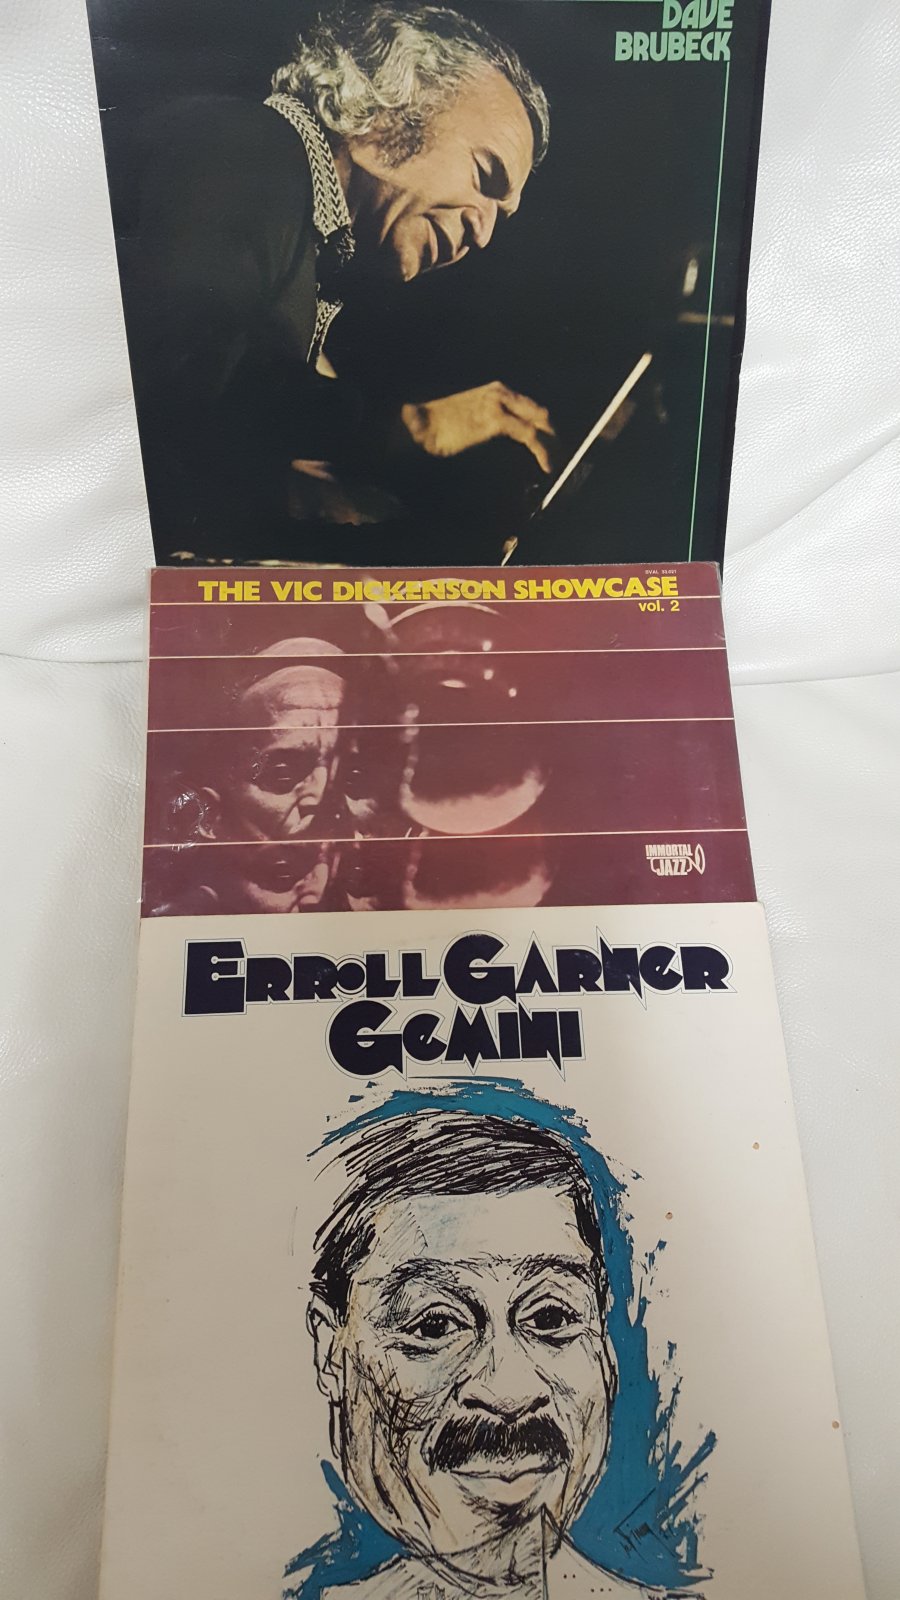 DAVE
BRUBECK
THE VIC DICKENSON SHOWCASE
vol. 2
IMMORTAL
JAZZ
ERROLL GARNER
GEMINI